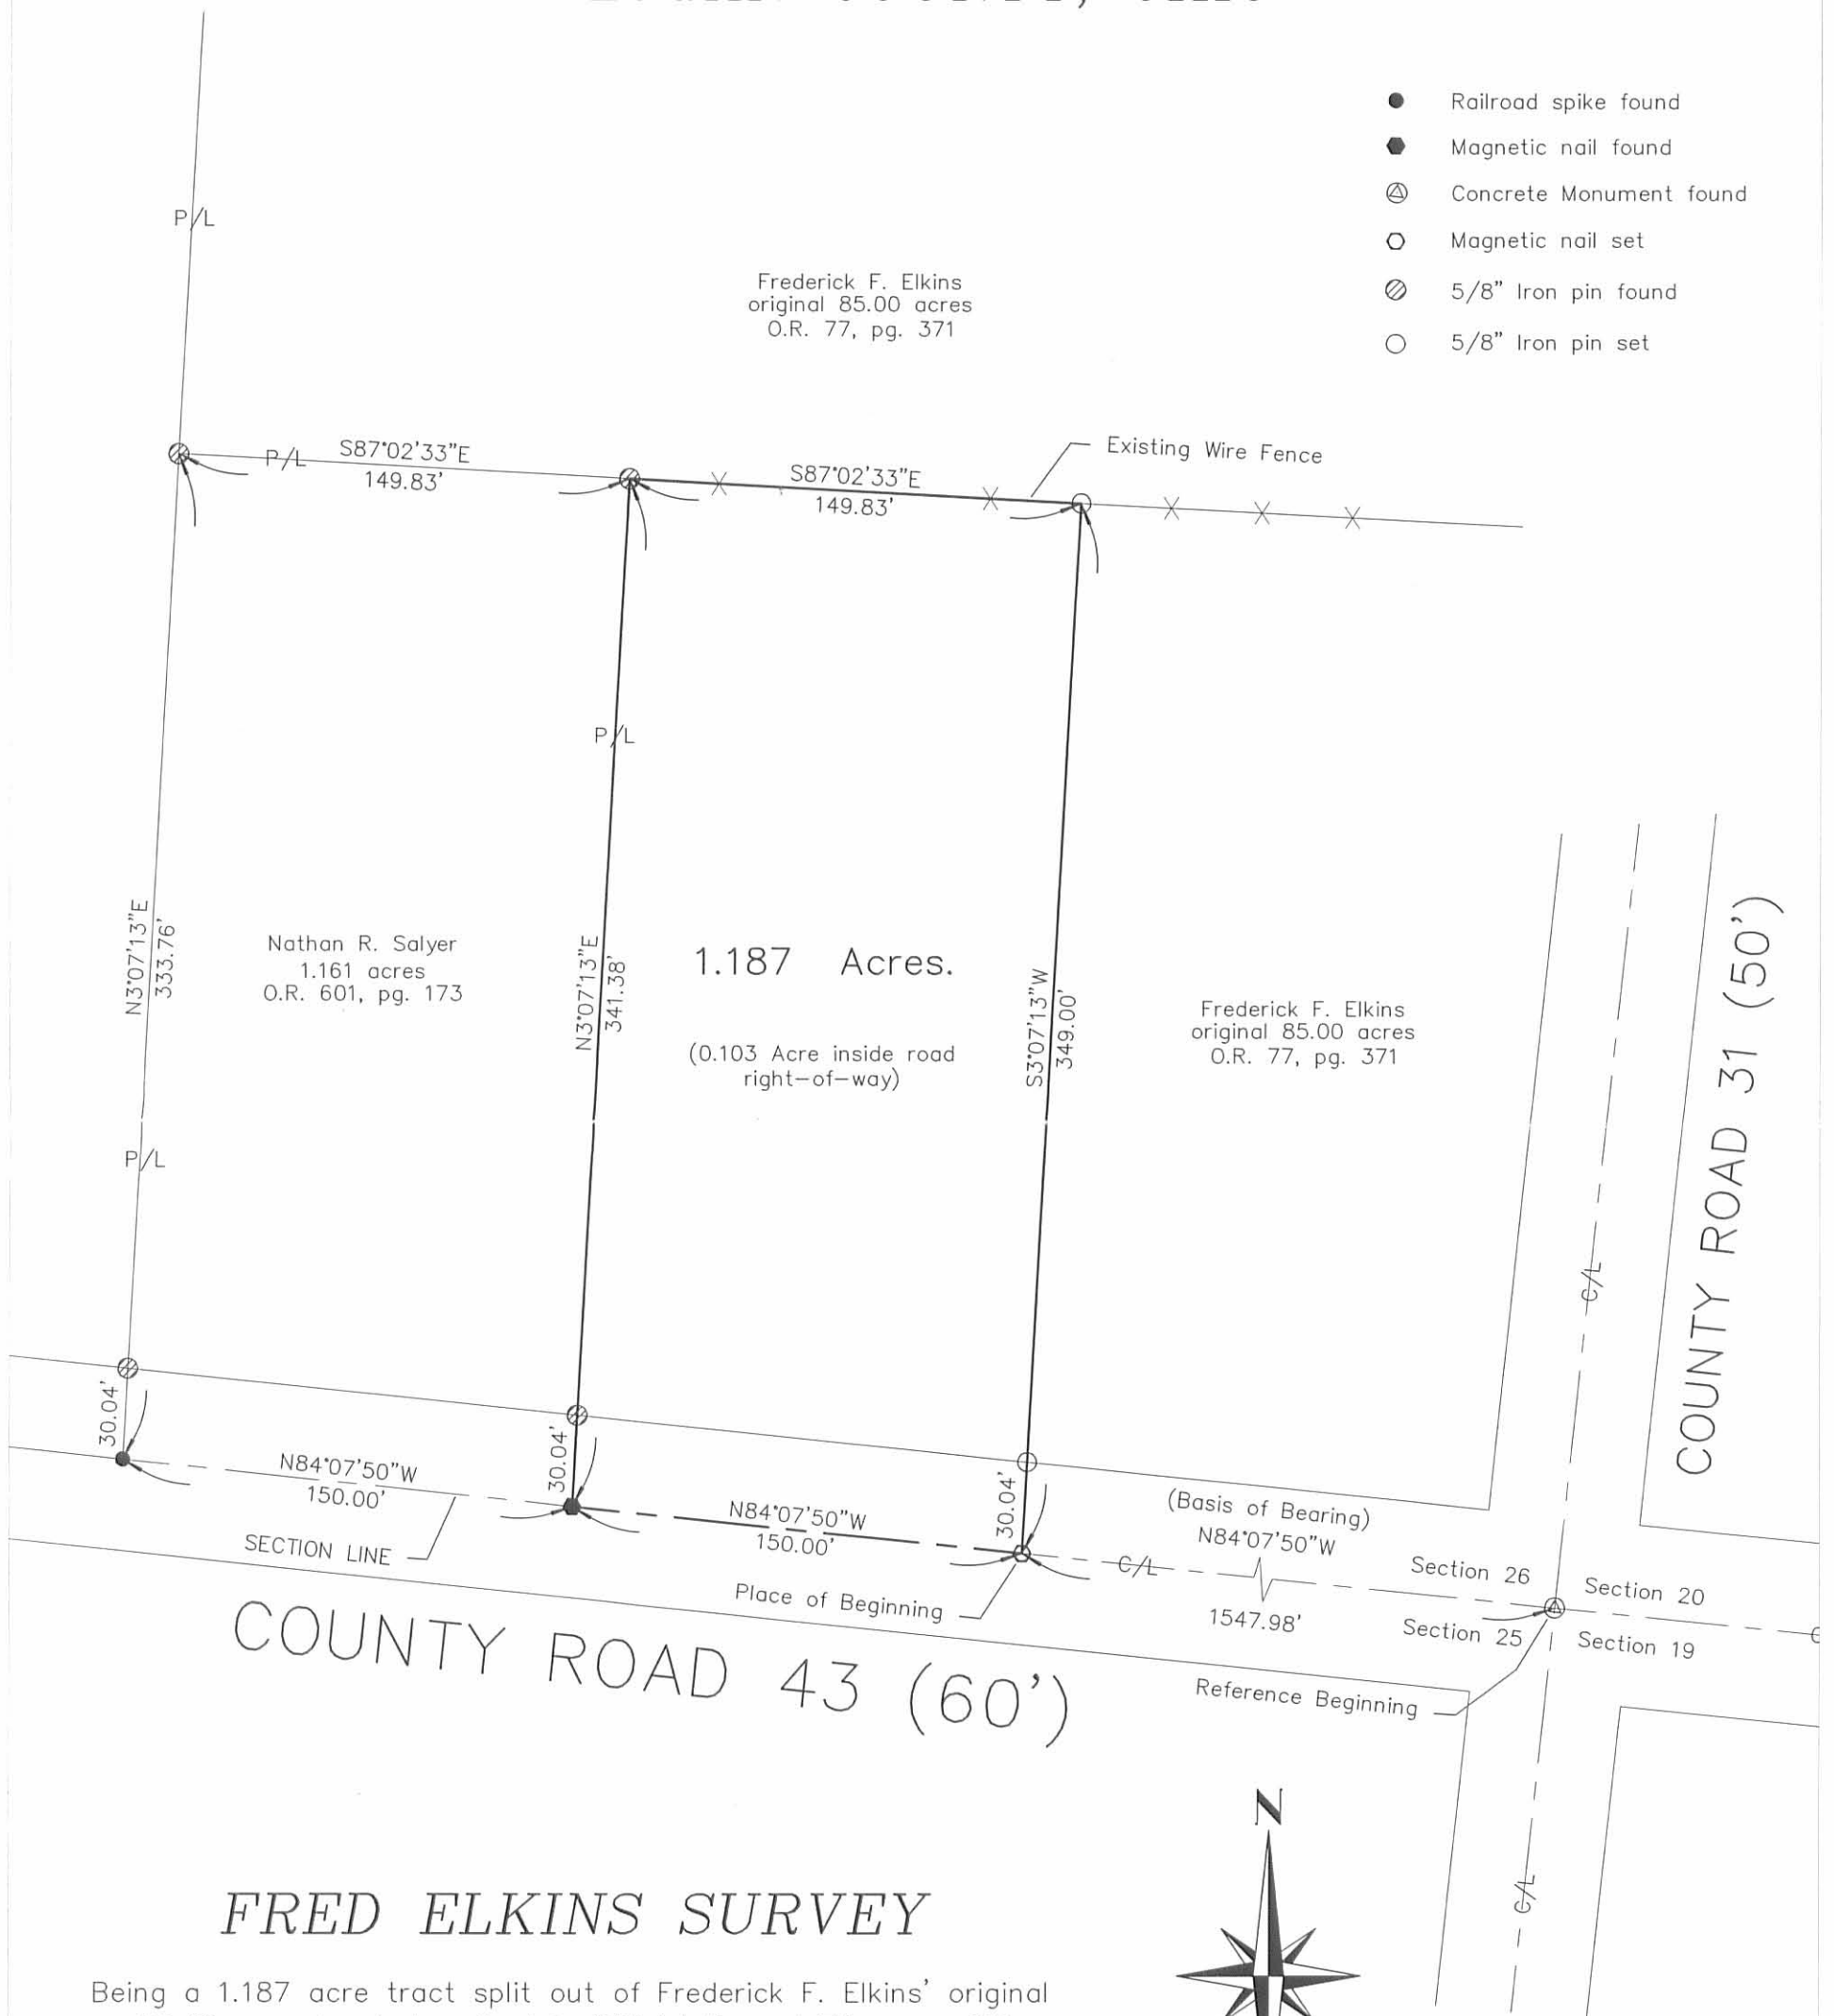 Railroad spike found
Magnetic nail found
Concrete Monument found
Magnetic nail set
5/8" Iron pin found
5/8" Iron pin set
P/L
Frederick F. Elkins
original 85.00 acres
O.R. 77, pg. 371
P/L
S87°02'33"E
149.83'
S87°02'33"E
149.83'
Existing Wire Fence
P/L
N3°07'13"E
333.76'
Nathan R. Salyer
1.161 acres
O.R. 601, pg. 173
N3°07'13"E
341.38'
1.187 Acres.
(0.103 Acre inside road
right-of-way)
S3°07'13"W
349.00'
Frederick F. Elkins
original 85.00 acres
O.R. 77, pg. 371
COUNTY ROAD 31 (50')
P/L
C/L
30.04'
N84°07'50"W
150.00'
SECTION LINE
30.04'
N84°07'50"W
150.00'
Place of Beginning
30.04'
C/L
(Basis of Bearing)
N84°07'50"W
1547.98'
Section 26
Section 20
Section 25
Section 19
Reference Beginning
COUNTY ROAD 43 (60')
N
C/L
FRED ELKINS SURVEY
Being a 1.187 acre tract split out of Frederick F. Elkins' original